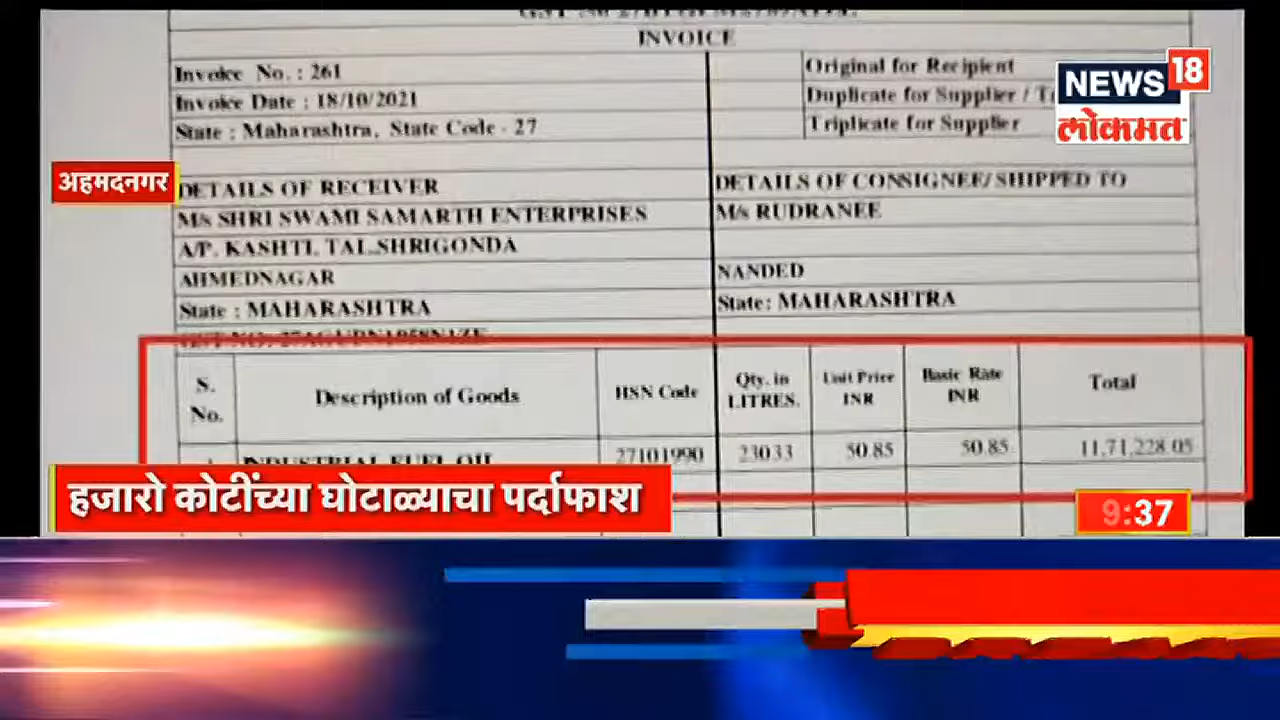 INVOICE
Invoice No. : 261
Invoice Date : 18/10/2021
State : Maharashtra, State Code - 27
Original for Recipient
Duplicate for Supplier /
Triplicate for Supplier
NEWS 18
लोकमत
अहमदनगर
DETAILS OF RECEIVER
M/s SHRI SWAMI SAMARTH ENTERPRISES
A/P. KASHTI, TAL.SHRIGONDA
AHMEDNAGAR
State : MAHARASHTRA
DETAILS OF CONSIGNEE/ SHIPPED TO
M/s RUDRANEE
NANDED
State: MAHARASHTRA
S. No.
Description of Goods
HSN Code
Qty. in LITRES.
Unit Price INR
Basic Rate INR
Total
INDUSTRIAL FUEL OIL
27101990
23033
50.85
50.85
11,71,228.05
हजारो कोटींच्या घोटाळ्याचा पर्दाफाश
9:37